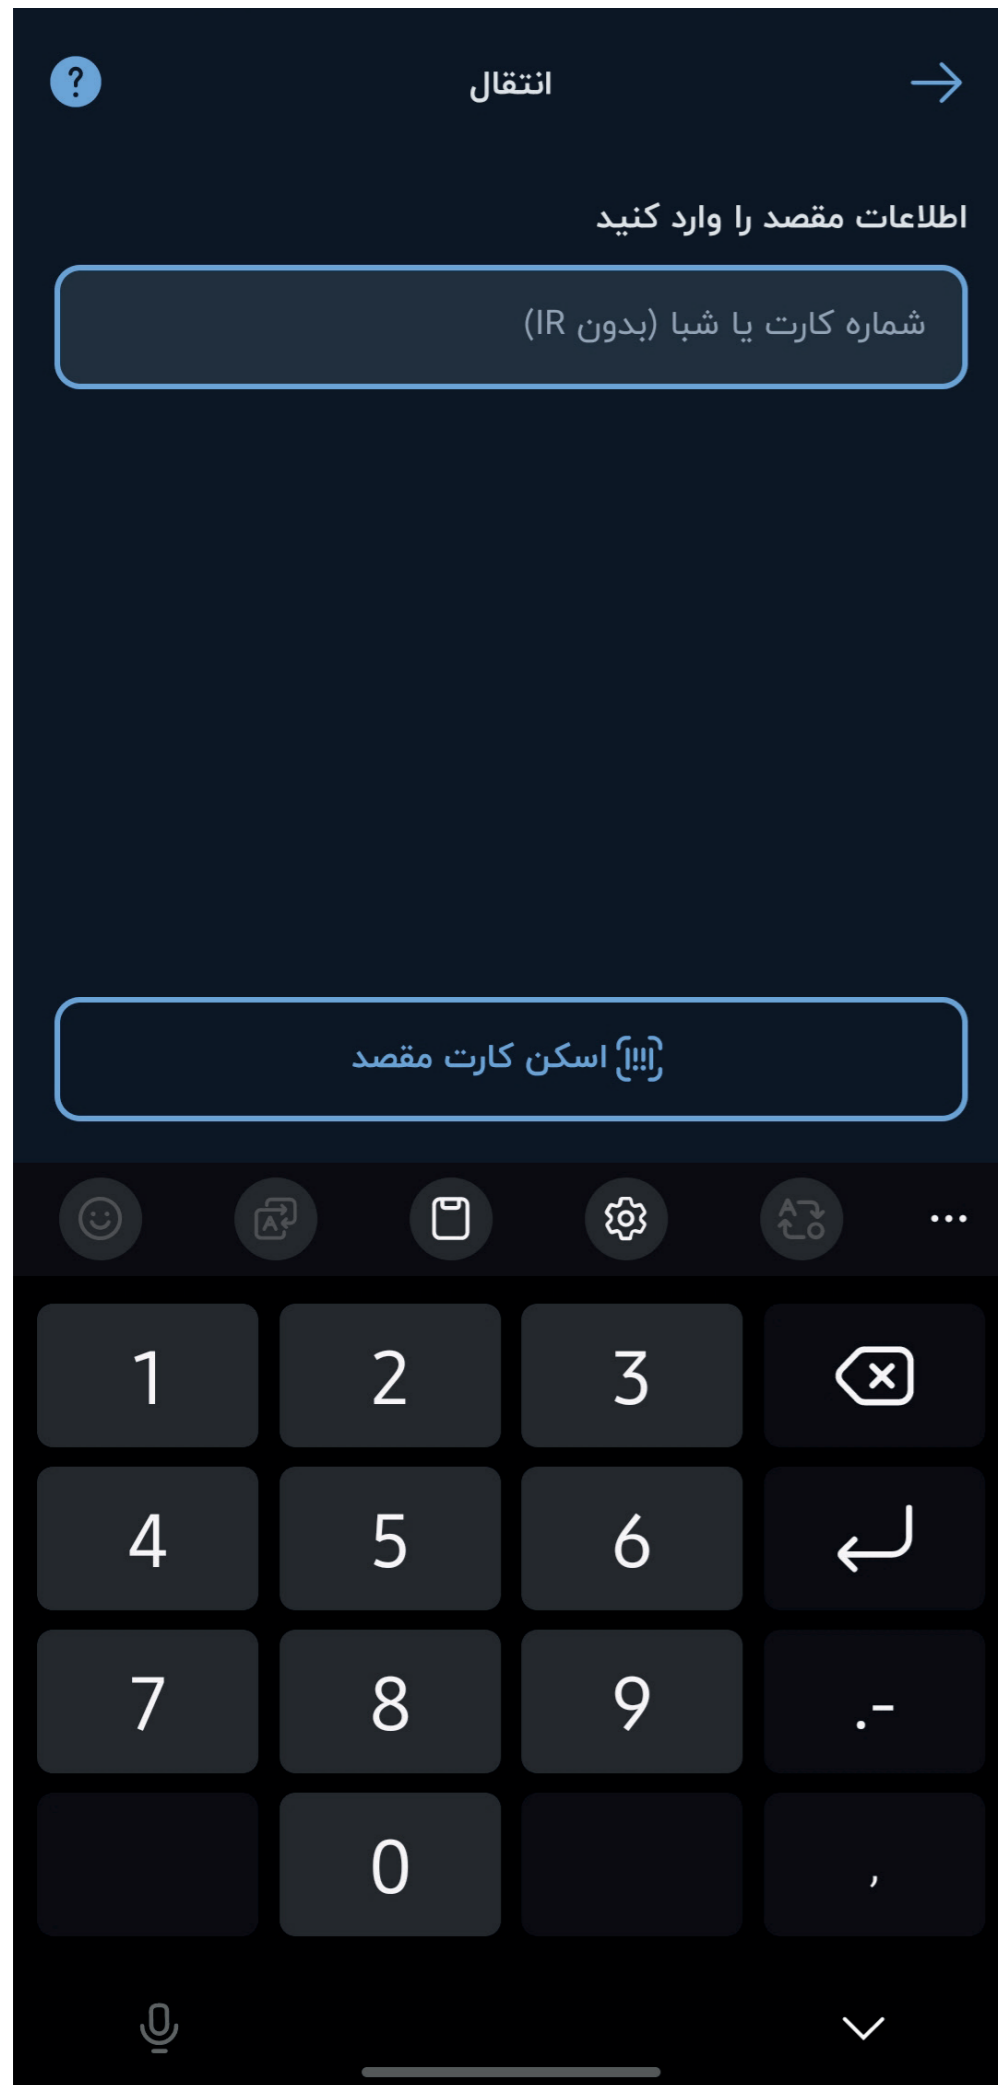 انتقال
اطلاعات مقصد را وارد کنید
شماره کارت یا شبا (بدون IR)
اسکن کارت مقصد
1 2 3
4 5 6
7 8 9 .-
0 ,